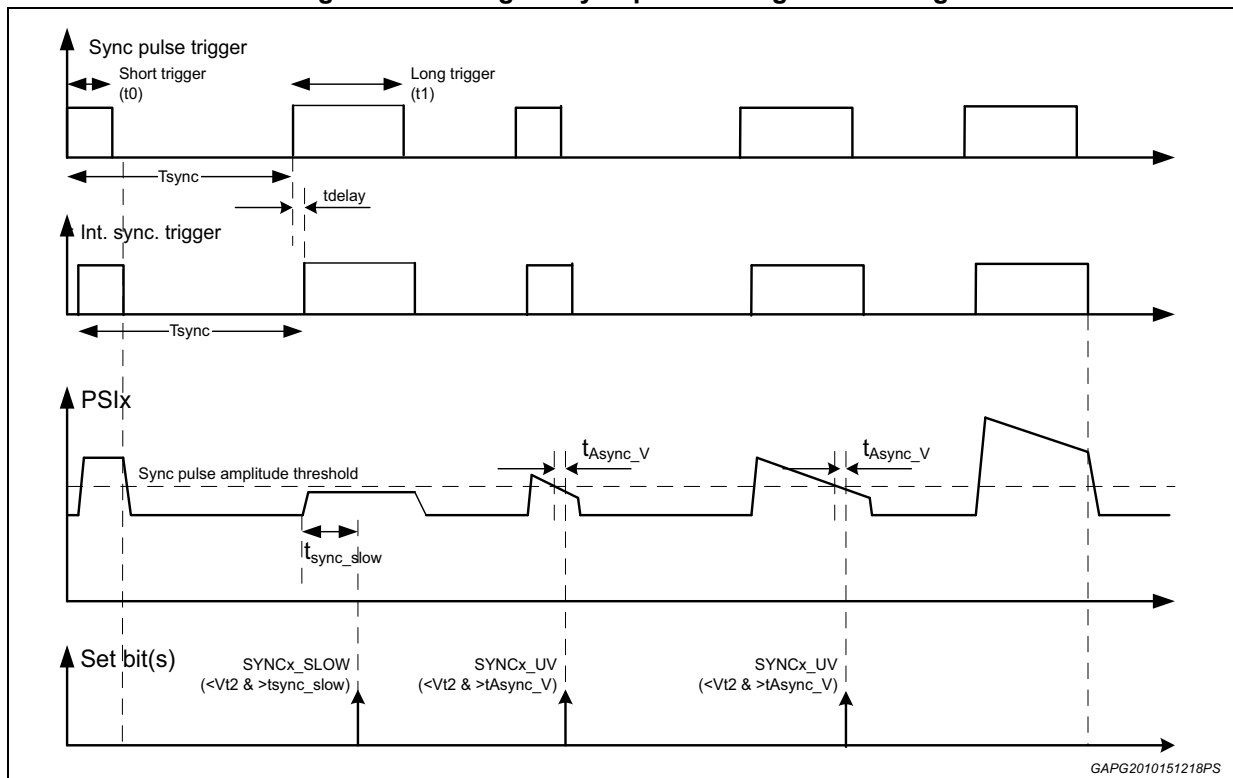 Sync pulse trigger
Short trigger
(t0)
Long trigger
(t1)
Tsync
tdelay
Int. sync. trigger
Tsync
PSIx
Sync pulse amplitude threshold
tAsync_V
tAsync_V
tsync_slow
Set bit(s)
SYNCx_SLOW
(<Vt2 & >tsync_slow)
SYNCx_UV
(<Vt2 & >tAsync_V)
SYNCx_UV
(<Vt2 & >tAsync_V)
GAPG2010151218PS